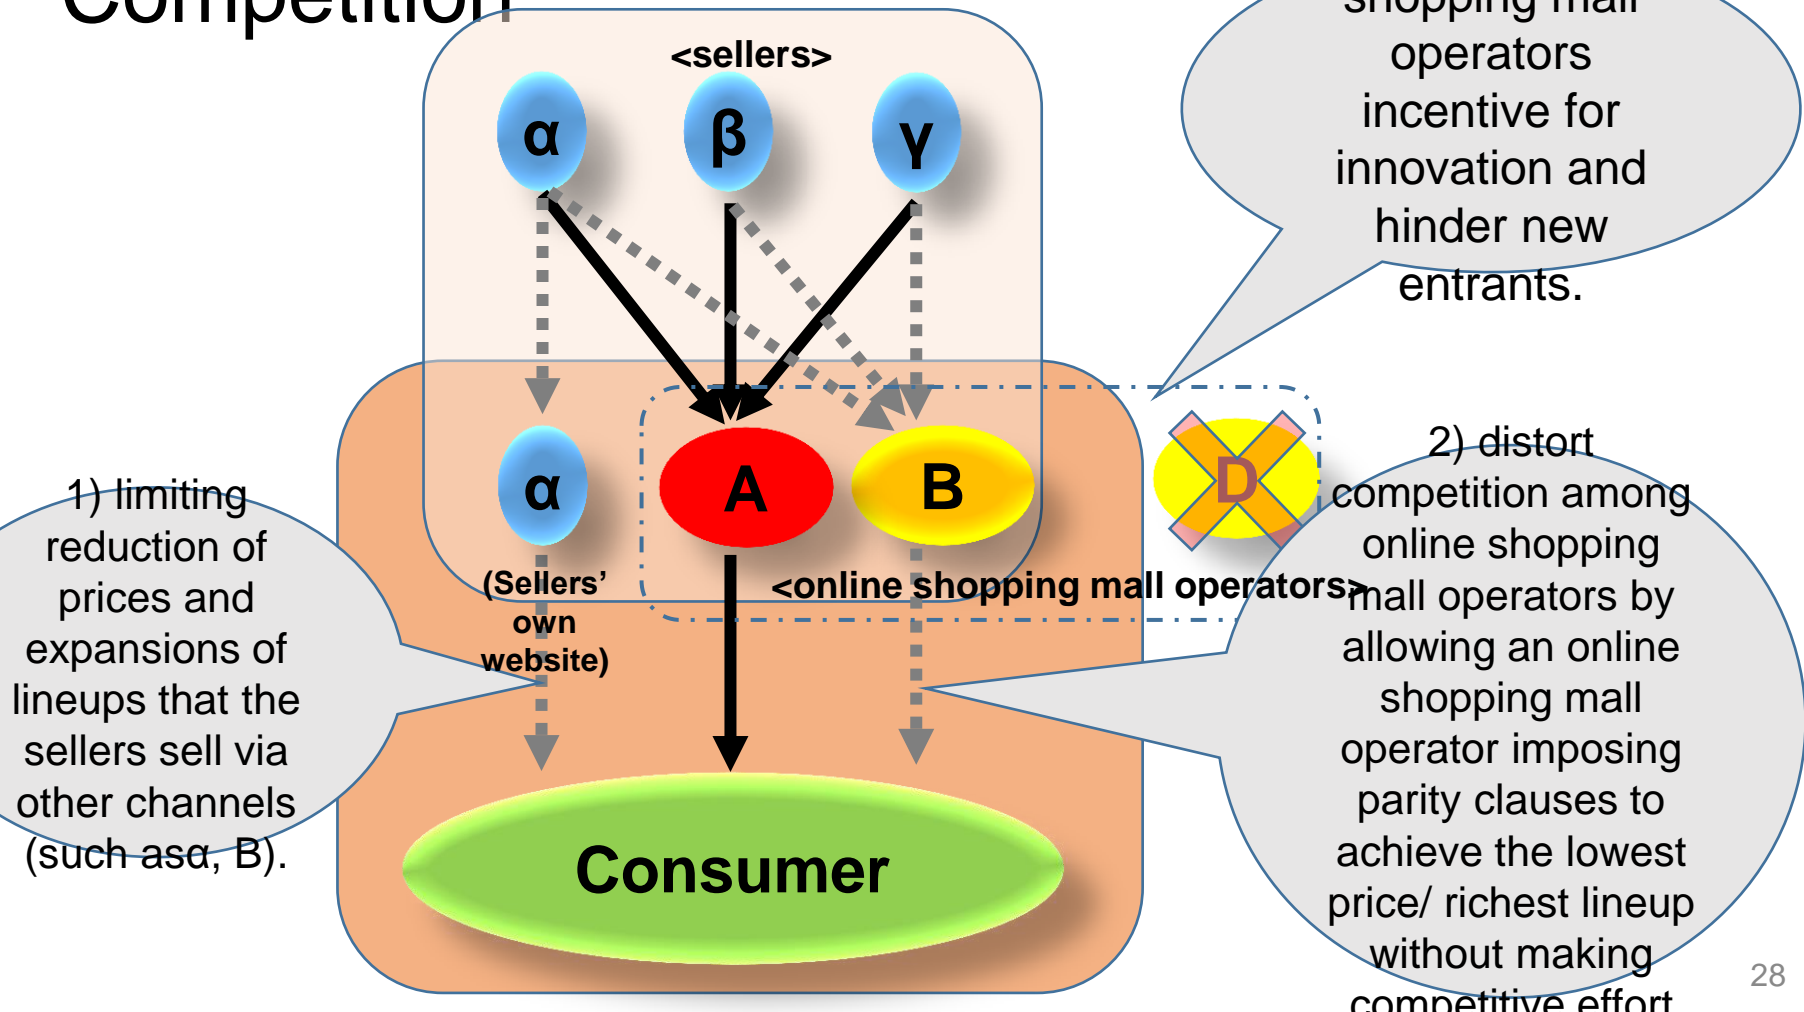 Competition
<sellers>
α
β
γ
shopping mall
operators
incentive for
innovation and
hinder new
entrants.
α
A
B
D
(Sellers’
own
website)
<online shopping mall operators>
1) limiting
reduction of
prices and
expansions of
lineups that the
sellers sell via
other channels
(such asα, B).
2) distort
competition among
online shopping
mall operators by
allowing an online
shopping mall
operator imposing
parity clauses to
achieve the lowest
price/ richest lineup
without making
competitive effort
Consumer
28